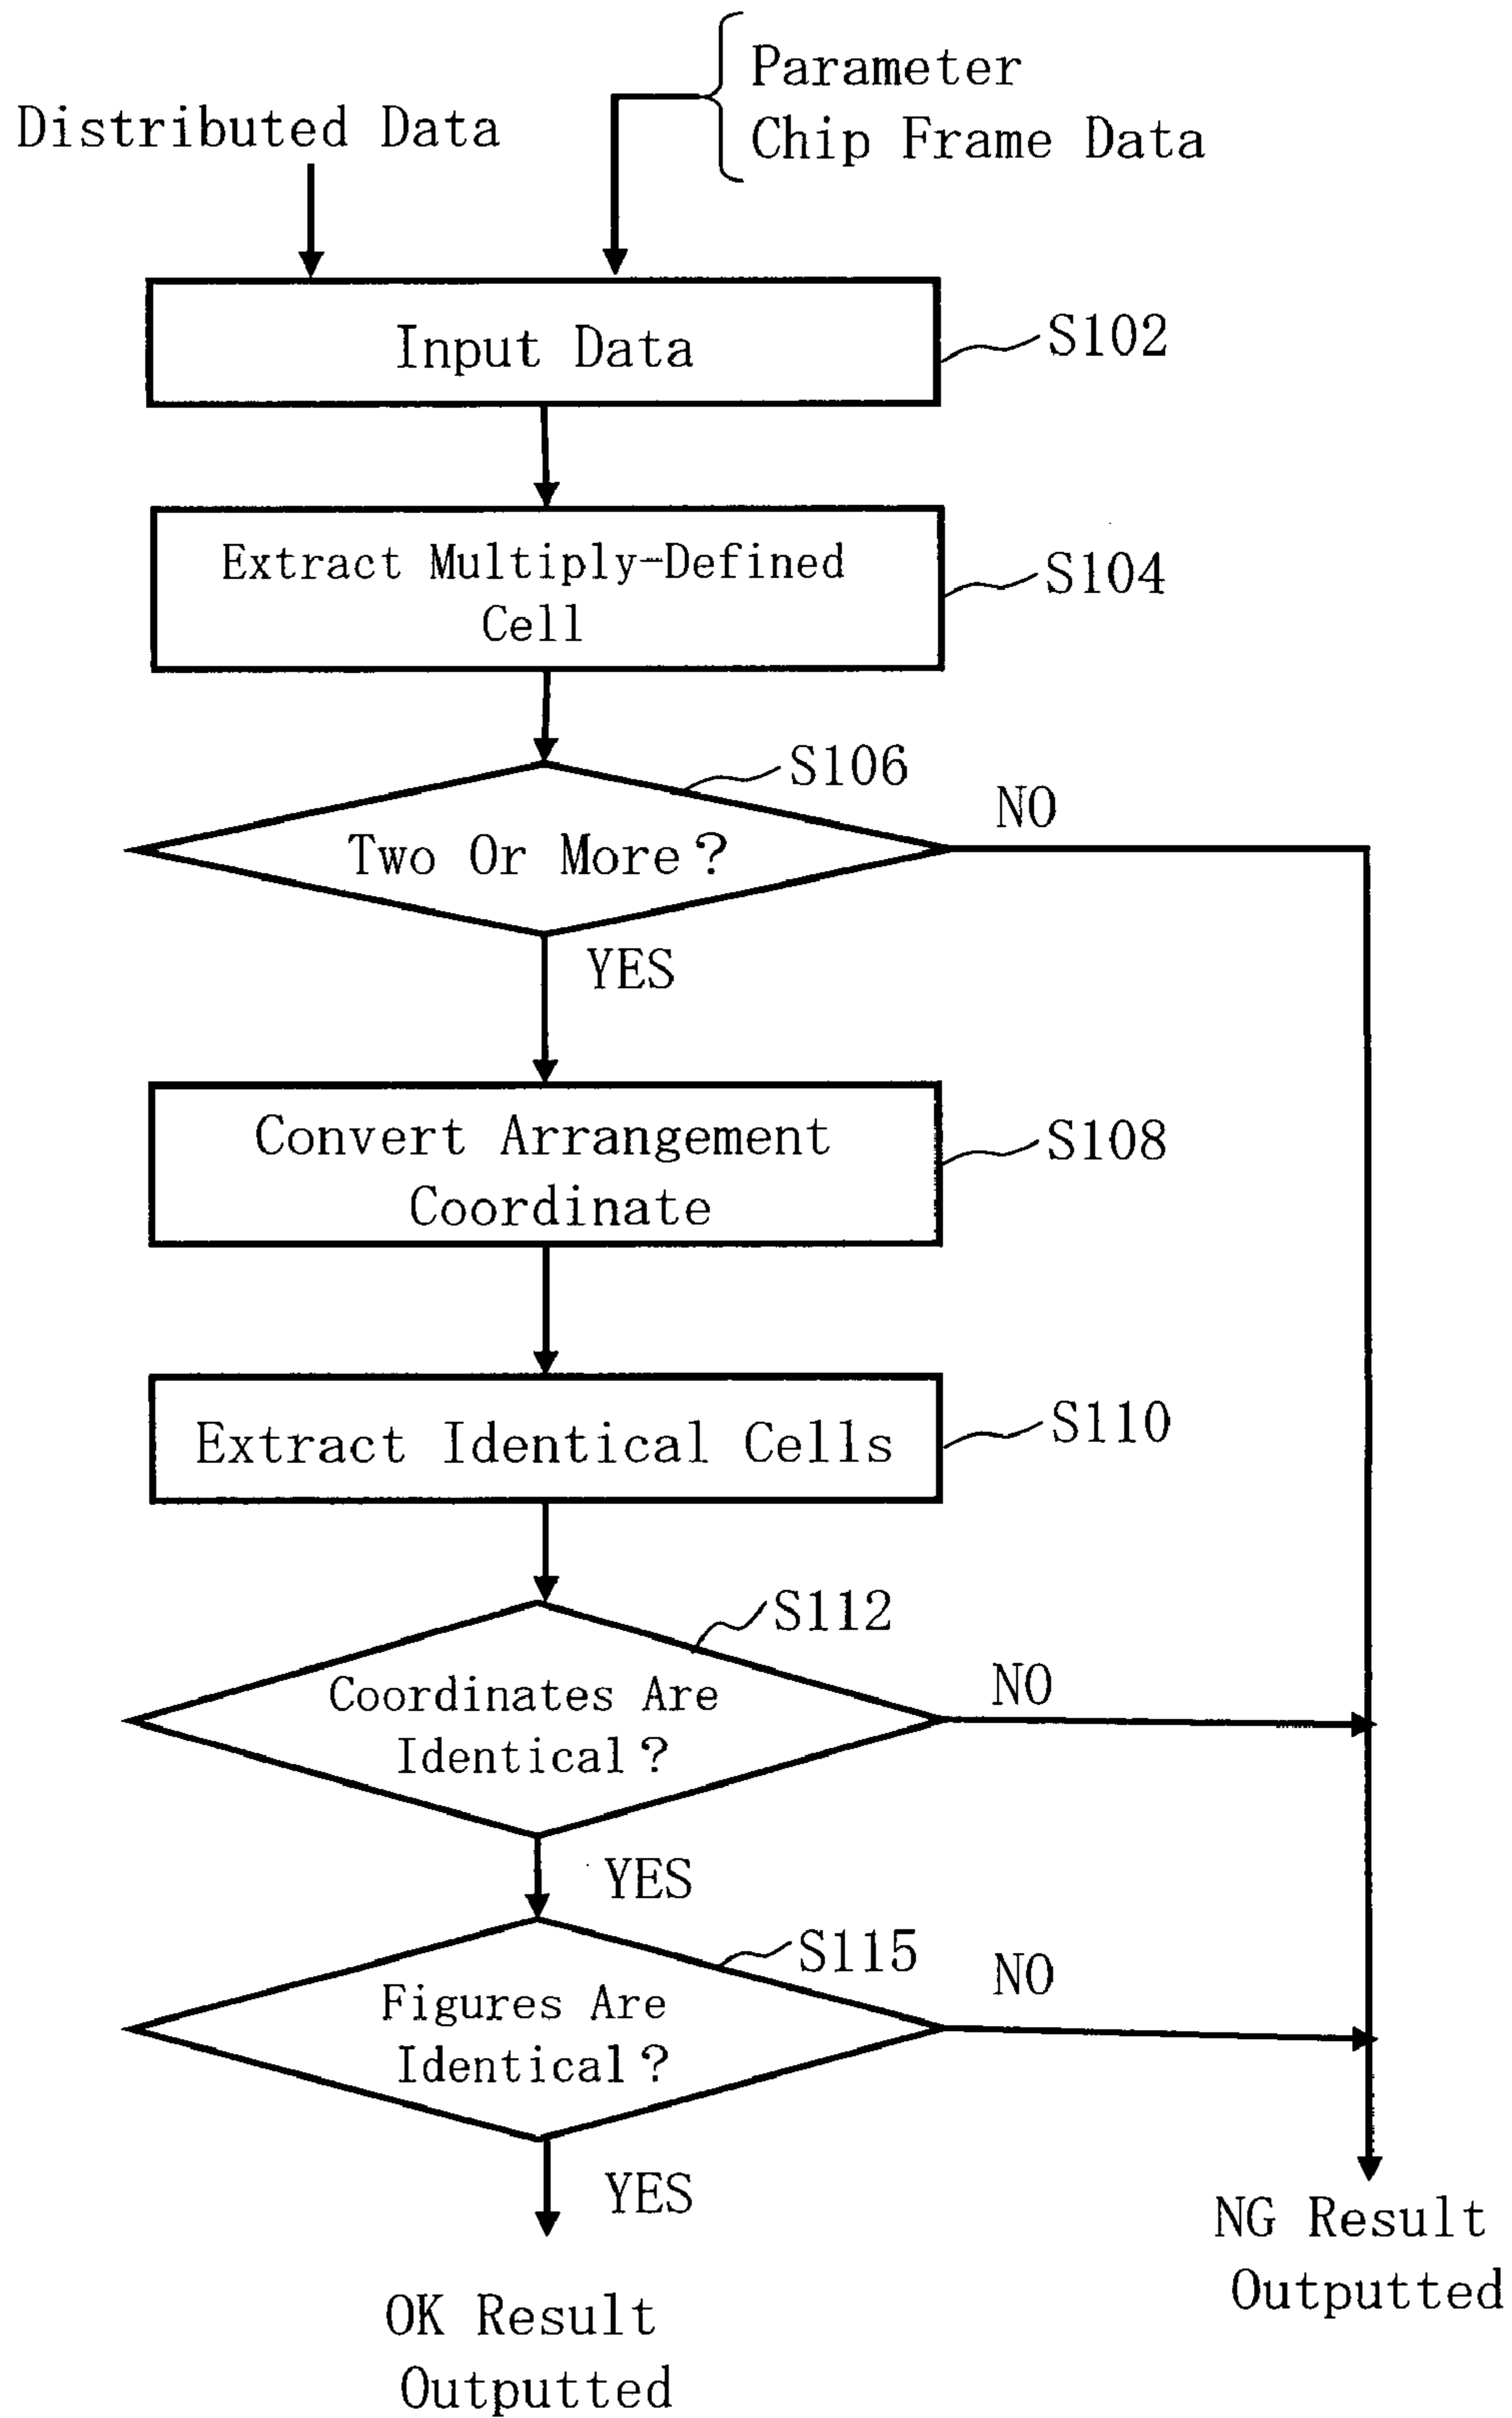 Parameter
Distributed Data
Chip Frame Data
Input Data
S102
Extract Multiply-Defined
Cell
S104
S106
NO
Two Or More?
YES
Convert Arrangement
Coordinate
S108
Extract Identical Cells
S110
S112
Coordinates Are
Identical?
NO
YES
S115
NO
Figures Are
Identical?
YES
NG Result
Outputted
OK Result
Outputted